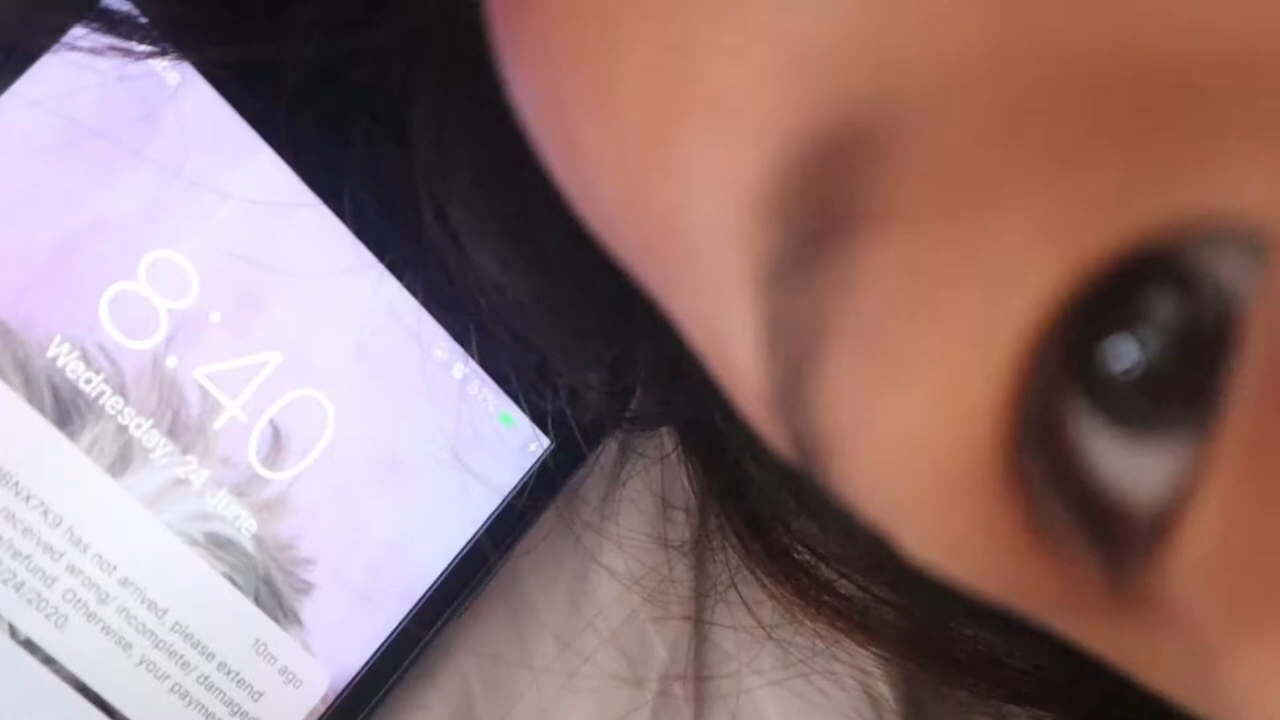 51%
8:40
Wednesday, 24 June
10m ago
BNX7K9 has not arrived, please extend
received wrong/ incomplete/ damaged
refund. Otherwise, your payme
/24.2020.